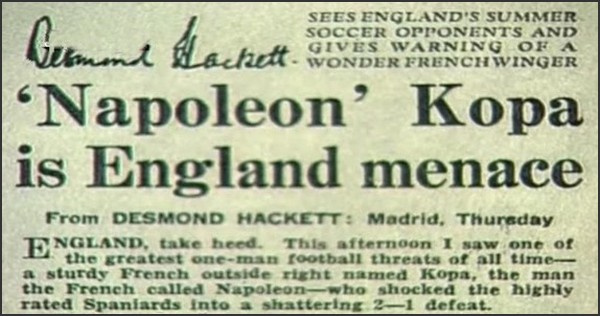 SEES ENGLAND'S SUMMER
SOCCER OPPONENTS AND
GIVES WARNING OF A
WONDER FRENCH WINGER
Desmond Hackett.
'Napoleon' Kopa
is England menace
From DESMOND HACKETT: Madrid, Thursday
ENGLAND, take heed. This afternoon I saw one of
the greatest one-man football threats of all time—
a sturdy French outside right named Kopa, the man
the French called Napoleon—who shocked the highly
rated Spaniards into a shattering 2—1 defeat.